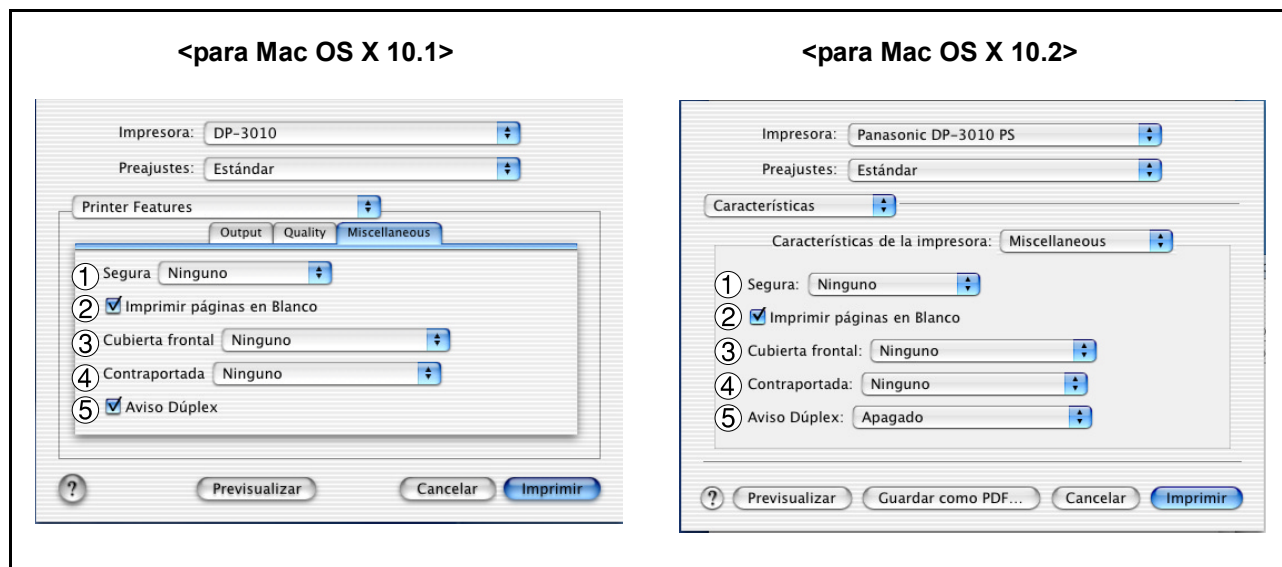 <para Mac OS X 10.1>
Impresora: DP-3010
Preajustes: Estándar
Printer Features
Output Quality Miscellaneous
① Segura Ninguno
② Imprimir páginas en Blanco
③ Cubierta frontal Ninguno
④ Contraportada Ninguno
⑤ Aviso Dúplex
? Previsualizar Cancelar Imprimir
<para Mac OS X 10.2>
Impresora: Panasonic DP-3010 PS
Preajustes: Estándar
Características
Características de la impresora: Miscellaneous
① Segura: Ninguno
② Imprimir páginas en Blanco
③ Cubierta frontal: Ninguno
④ Contraportada: Ninguno
⑤ Aviso Dúplex: Apagado
? Previsualizar Guardar como PDF... Cancelar Imprimir